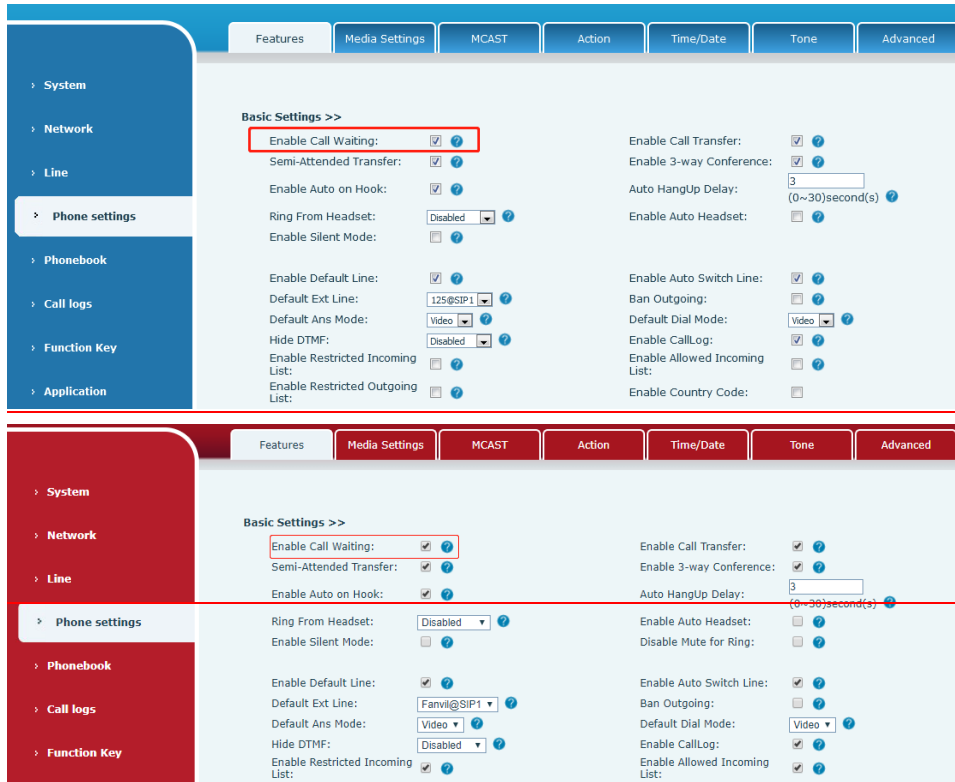 Features Media Settings MCAST Action Time/Date Tone Advanced
› System
› Network
› Line
› Phone settings
› Phonebook
› Call logs
› Function Key
› Application
Basic Settings >>
Enable Call Waiting: Enable Call Transfer:
Semi-Attended Transfer: Enable 3-way Conference:
Enable Auto on Hook: Auto HangUp Delay: 3
(0~30)second(s)
Ring From Headset: Disabled Enable Auto Headset:
Enable Silent Mode:
Enable Default Line: Enable Auto Switch Line:
Default Ext Line: 125@SIP1 Ban Outgoing:
Default Ans Mode: Video Default Dial Mode: Video
Hide DTMF: Disabled Enable CallLog:
Enable Restricted Incoming List: Enable Allowed Incoming List:
Enable Restricted Outgoing List: Enable Country Code:
Features Media Settings MCAST Action Time/Date Tone Advanced
› System
› Network
› Line
› Phone settings
› Phonebook
› Call logs
› Function Key
Basic Settings >>
Enable Call Waiting: Enable Call Transfer:
Semi-Attended Transfer: Enable 3-way Conference:
Enable Auto on Hook: Auto HangUp Delay: 3
(0~30)second(s)
Ring From Headset: Disabled Enable Auto Headset:
Enable Silent Mode: Disable Mute for Ring:
Enable Default Line: Enable Auto Switch Line:
Default Ext Line: Fanvil@SIP1 Ban Outgoing:
Default Ans Mode: Video Default Dial Mode: Video
Hide DTMF: Disabled Enable CallLog:
Enable Restricted Incoming List: Enable Allowed Incoming List: